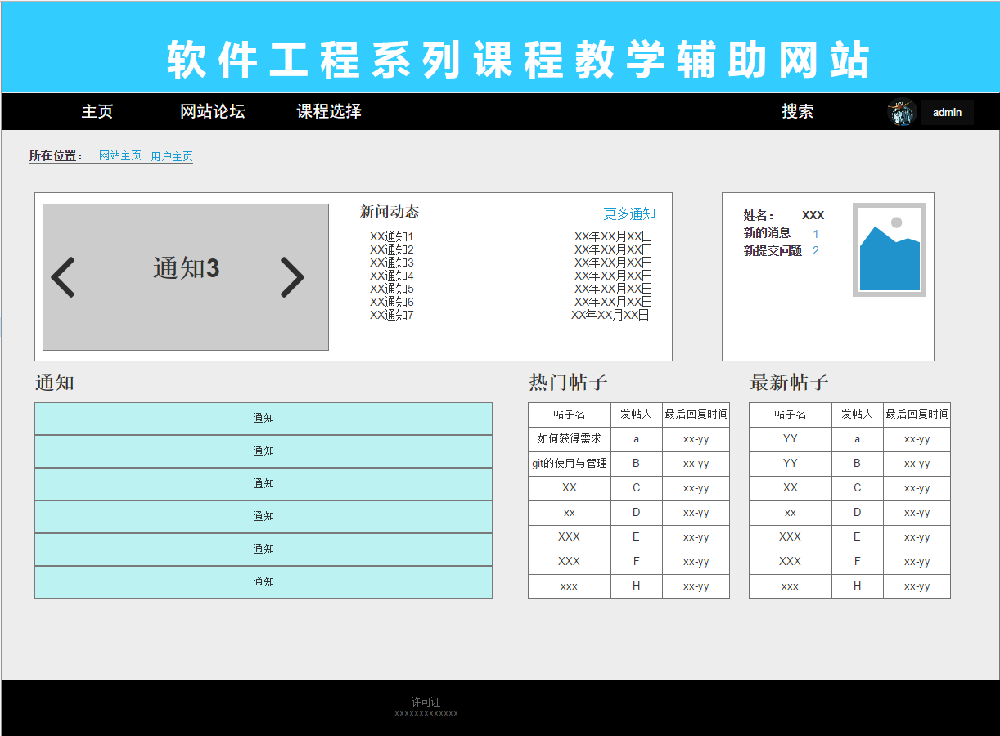 软件工程系列课程教学辅助网站
主页 网站论坛 课程选择 搜索 admin
所在位置： 网站主页 用户主页
通知3
新闻动态 更多通知
XX通知1 XX年XX月XX日
XX通知2 XX年XX月XX日
XX通知3 XX年XX月XX日
XX通知4 XX年XX月XX日
XX通知5 XX年XX月XX日
XX通知6 XX年XX月XX日
XX通知7 XX年XX月XX日
姓名： XXX
新的消息 1
新提交问题 2
通知
通知
通知
通知
通知
通知
通知
热门帖子
帖子名 发帖人 最后回复时间
如何获得需求 a xx-yy
git的使用与管理 B xx-yy
XX C xx-yy
xx D xx-yy
XXX E xx-yy
XXX F xx-yy
xxx H xx-yy
最新帖子
帖子名 发帖人 最后回复时间
YY a xx-yy
YY B xx-yy
XX C xx-yy
xx D xx-yy
XXX E xx-yy
XXX F xx-yy
xxx H xx-yy
许可证
xxxxxxxxxxxxx